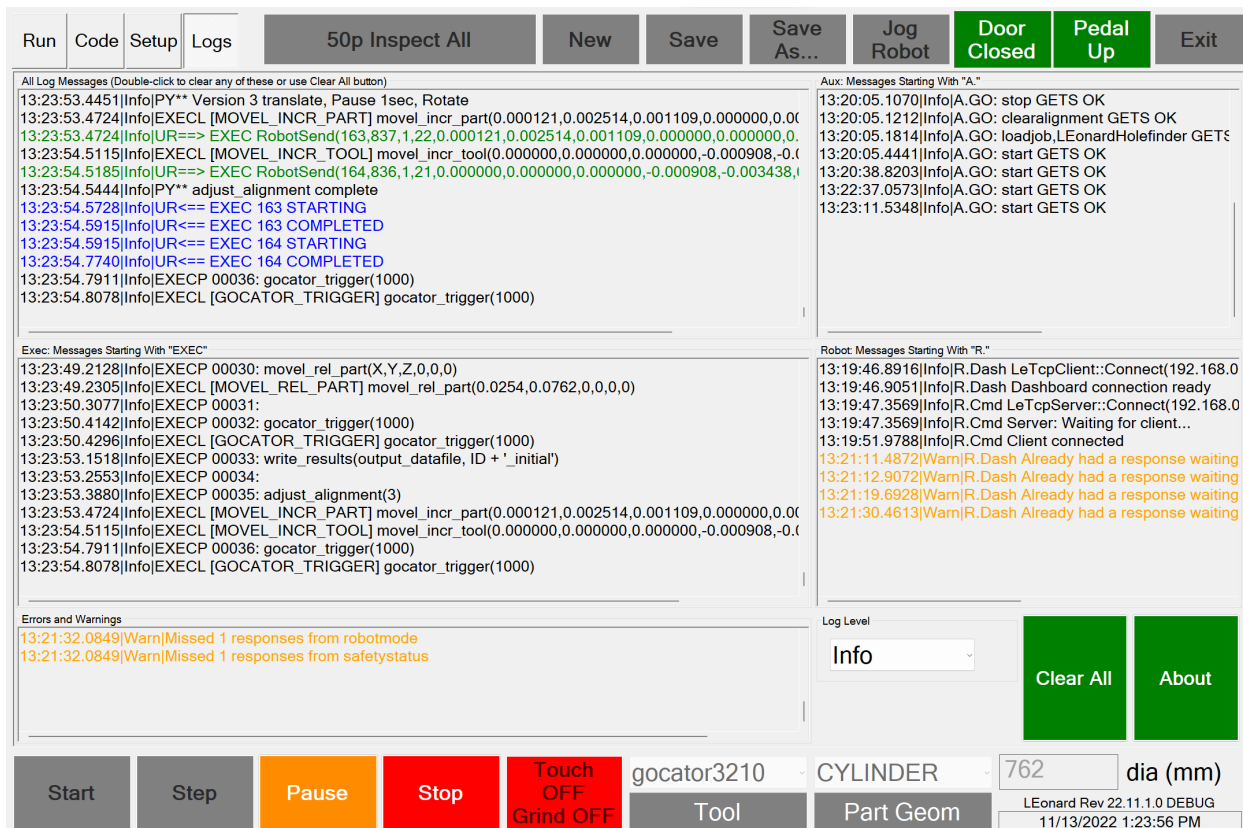 Run Code Setup Logs 50p Inspect All New Save Save As... Jog Robot Door Closed Pedal Up Exit
All Log Messages (Double-click to clear any of these or use Clear All button)
13:23:53.4451|Info|PY** Version 3 translate, Pause 1sec, Rotate
13:23:53.4724|Info|EXECL [MOVEL_INCR_PART] movel_incr_part(0.000121,0.002514,0.001109,0.000000,0.00
13:23:53.4724|Info|UR==> EXEC RobotSend(163,837,1,22,0.000121,0.002514,0.001109,0.000000,0.000000,0.
13:23:54.5115|Info|EXECL [MOVEL_INCR_TOOL] movel_incr_tool(0.000000,0.000000,0.000000,-0.000908,-0.0
13:23:54.5185|Info|UR==> EXEC RobotSend(164,836,1,21,0.000000,0.000000,0.000000,-0.000908,-0.003438,
13:23:54.5444|Info|PY** adjust_alignment complete
13:23:54.5728|Info|UR<== EXEC 163 STARTING
13:23:54.5915|Info|UR<== EXEC 163 COMPLETED
13:23:54.5915|Info|UR<== EXEC 164 STARTING
13:23:54.7740|Info|UR<== EXEC 164 COMPLETED
13:23:54.7911|Info|EXECP 00036: gocator_trigger(1000)
13:23:54.8078|Info|EXECL [GOCATOR_TRIGGER] gocator_trigger(1000)
Aux: Messages Starting With "A."
13:20:05.1070|Info|A.GO: stop GETS OK
13:20:05.1212|Info|A.GO: clearalignment GETS OK
13:20:05.1814|Info|A.GO: loadjob,LEonardHolefinder GETS
13:20:05.4441|Info|A.GO: start GETS OK
13:20:38.8203|Info|A.GO: start GETS OK
13:22:37.0573|Info|A.GO: start GETS OK
13:23:11.5348|Info|A.GO: start GETS OK
Exec: Messages Starting With "EXEC"
13:23:49.2128|Info|EXECP 00030: movel_rel_part(X,Y,Z,0,0,0)
13:23:49.2305|Info|EXECL [MOVEL_REL_PART] movel_rel_part(0.0254,0.0762,0,0,0,0)
13:23:50.3077|Info|EXECP 00031:
13:23:50.4142|Info|EXECP 00032: gocator_trigger(1000)
13:23:50.4296|Info|EXECL [GOCATOR_TRIGGER] gocator_trigger(1000)
13:23:53.1518|Info|EXECP 00033: write_results(output_datafile, ID + '_initial')
13:23:53.2553|Info|EXECP 00034:
13:23:53.3880|Info|EXECP 00035: adjust_alignment(3)
13:23:53.4724|Info|EXECL [MOVEL_INCR_PART] movel_incr_part(0.000121,0.002514,0.001109,0.000000,0.00
13:23:54.5115|Info|EXECL [MOVEL_INCR_TOOL] movel_incr_tool(0.000000,0.000000,0.000000,-0.000908,-0.0
13:23:54.7911|Info|EXECP 00036: gocator_trigger(1000)
13:23:54.8078|Info|EXECL [GOCATOR_TRIGGER] gocator_trigger(1000)
Robot: Messages Starting With "R."
13:19:46.8916|Info|R.Dash LeTcpClient::Connect(192.168.0
13:19:46.9051|Info|R.Dash Dashboard connection ready
13:19:47.3569|Info|R.Cmd LeTcpServer::Connect(192.168.0
13:19:47.3569|Info|R.Cmd Server: Waiting for client...
13:19:51.9788|Info|R.Cmd Client connected
13:21:11.4872|Warn|R.Dash Already had a response waiting
13:21:12.9072|Warn|R.Dash Already had a response waiting
13:21:19.6928|Warn|R.Dash Already had a response waiting
13:21:30.4613|Warn|R.Dash Already had a response waiting
Errors and Warnings
13:21:32.0849|Warn|Missed 1 responses from robotmode
13:21:32.0849|Warn|Missed 1 responses from safetystatus
Log Level
Info
Clear All
About
Start
Step
Pause
Stop
Touch
OFF
Grind OFF
gocator3210
Tool
CYLINDER
Part Geom
762 dia (mm)
LEonard Rev 22.11.1.0 DEBUG
11/13/2022 1:23:56 PM